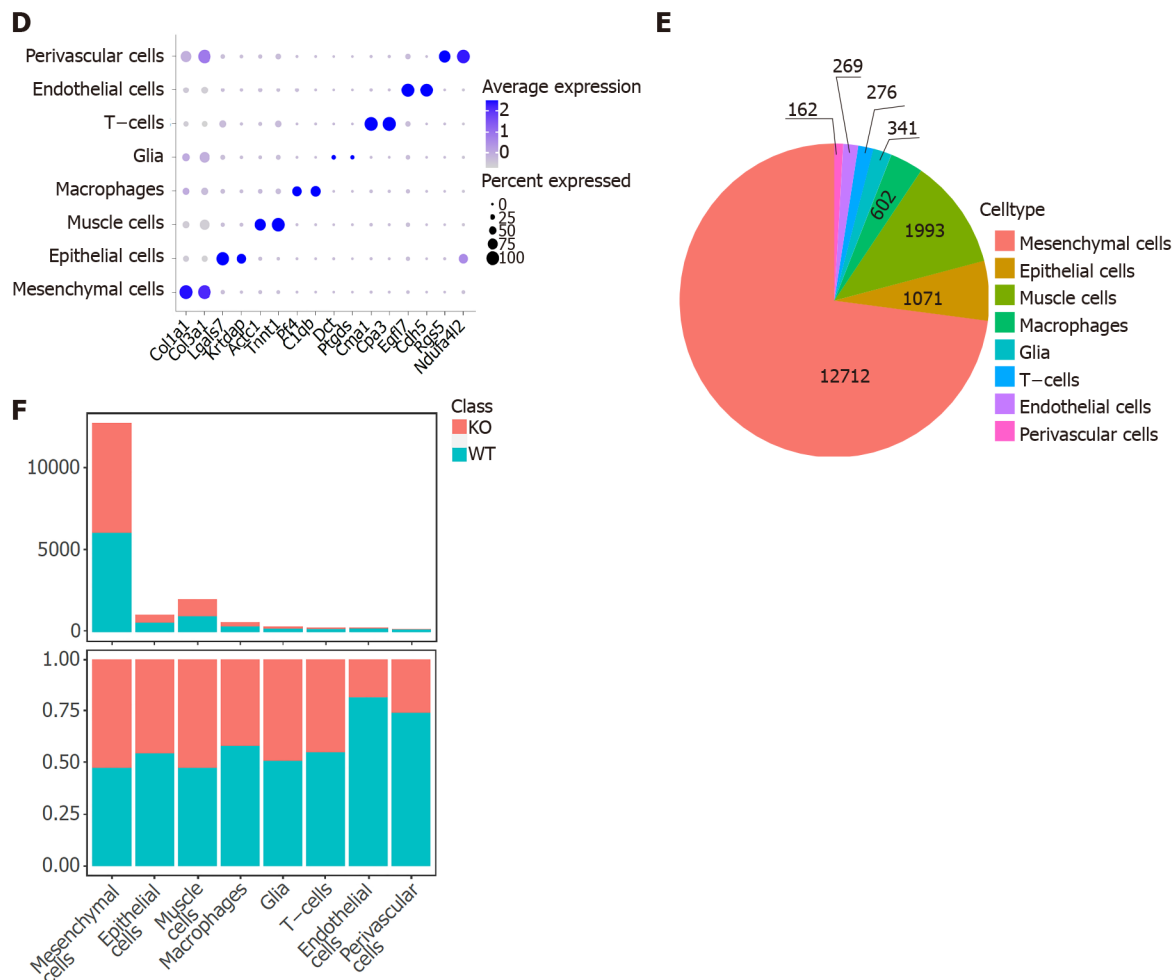 D
Perivascular cells
Endothelial cells
T−cells
Glia
Macrophages
Muscle cells
Epithelial cells
Mesenchymal cells
Col1a1
Col3a1
Lgals7
Krtdap
Actc1
Tnnt1
Pf4
C1qb
Dct
Ptgds
Cma1
Cpa3
Egfl7
Cdh5
Rgs5
Ndufa4l2
Average expression
2
1
0
Percent expressed
0
25
50
75
100
E
162
269
276
341
602
1993
1071
12712
Celltype
Mesenchymal cells
Epithelial cells
Muscle cells
Macrophages
Glia
T−cells
Endothelial cells
Perivascular cells
F
Class
KO
WT
10000
5000
0
1.00
0.75
0.50
0.25
0.00
Mesenchymal
cells
Epithelial
cells
Muscle
cells
Macrophages
Glia
T−cells
Endothelial
cells
Perivascular
cells